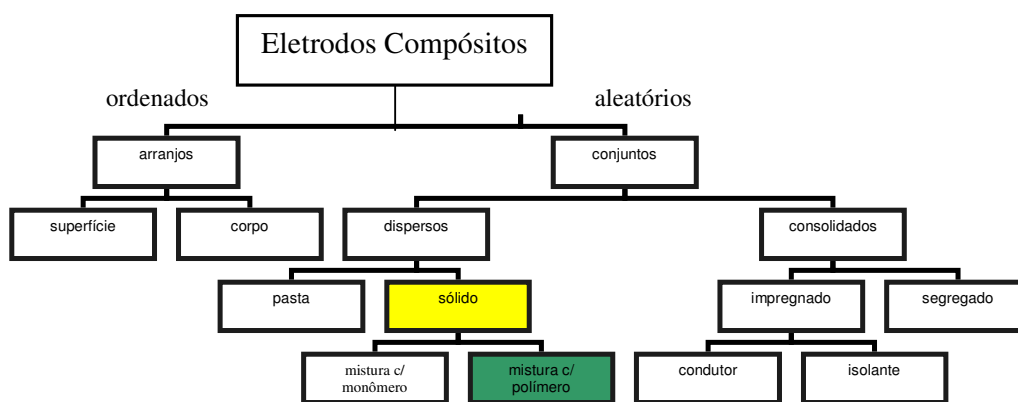 Eletrodos Compósitos
ordenados
aleatórios
arranjos
conjuntos
superfície
corpo
dispersos
consolidados
pasta
sólido
impregnado
segregado
mistura c/
monômero
mistura c/
polímero
condutor
isolante